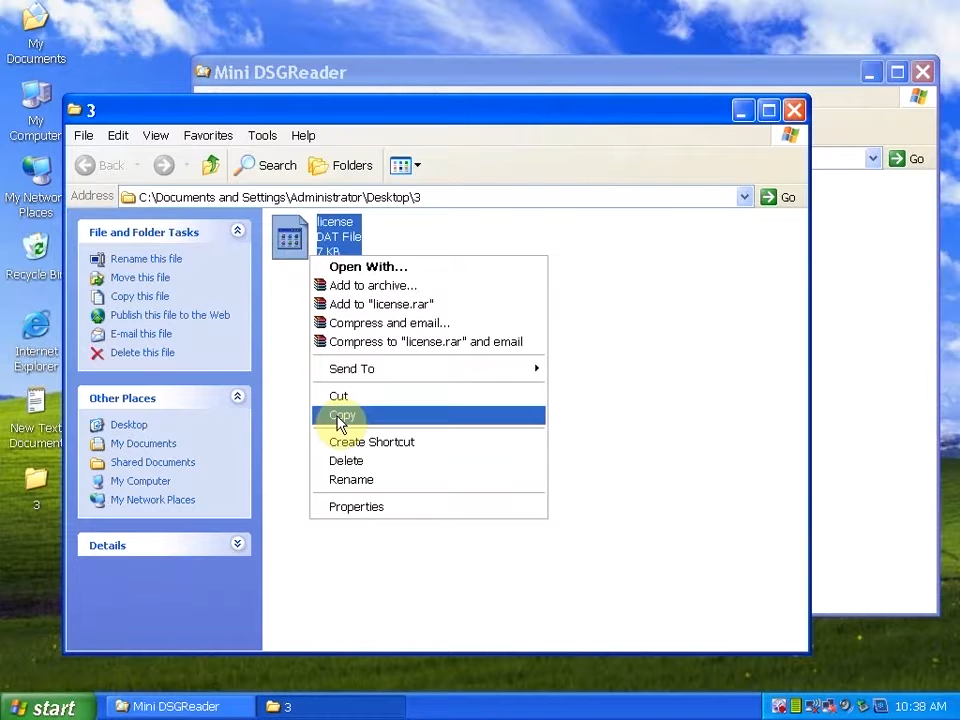 My
Documents
My
Computer
My Network
Places
Recycle Bin
Internet
Explorer
New Text
Document
3
Mini DSGReader
Go
3
File Edit View Favorites Tools Help
Back Search Folders
Address C:\Documents and Settings\Administrator\Desktop\3 Go
File and Folder Tasks
Rename this file
Move this file
Copy this file
Publish this file to the Web
E-mail this file
Delete this file
Other Places
Desktop
My Documents
Shared Documents
My Computer
My Network Places
Details
license
DAT File
7 KB
Open With...
Add to archive...
Add to "license.rar"
Compress and email...
Compress to "license.rar" and email
Send To
Cut
Copy
Create Shortcut
Delete
Rename
Properties
start Mini DSGReader 3 10:38 AM